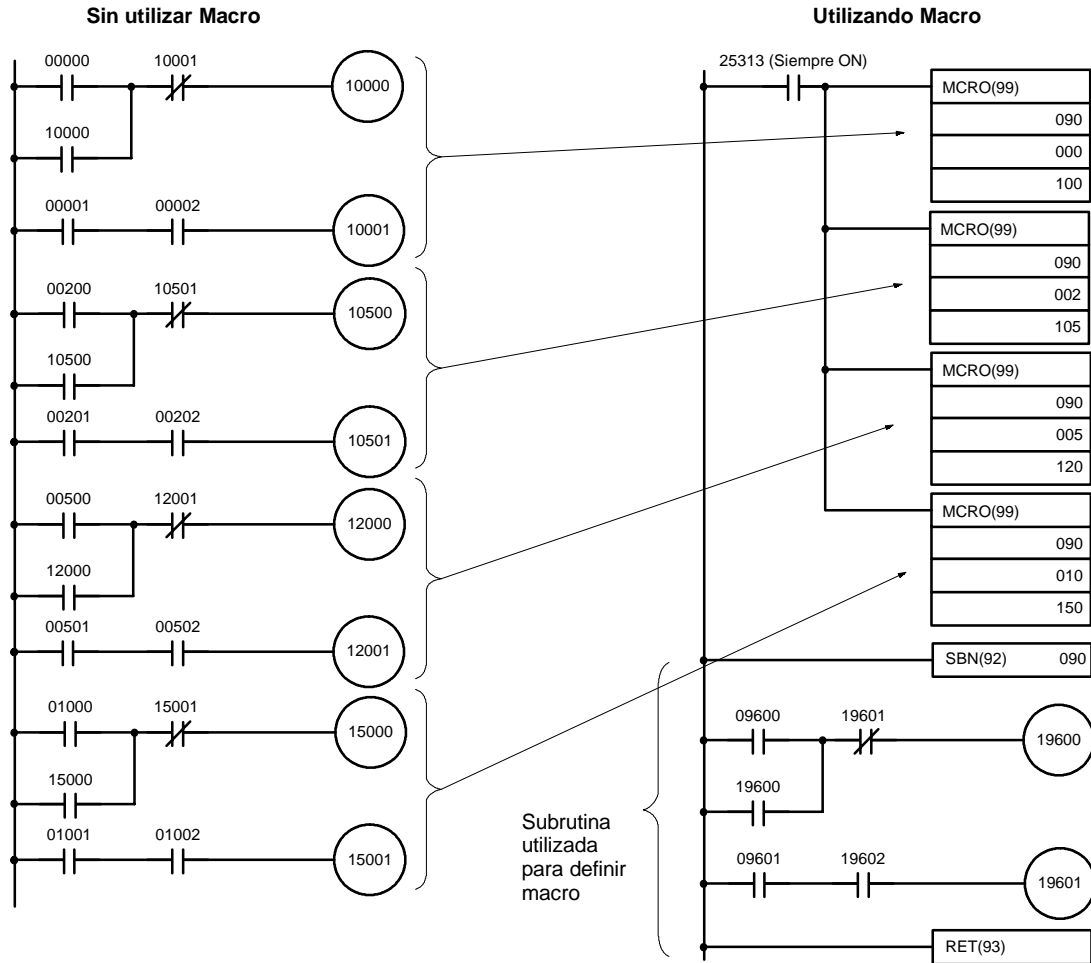 Sin utilizar Macro
00000 10001
10000
10000
00001 00002
10001
00200 10501
10500
10500
00201 00202
10501
00500 12001
12000
12000
00501 00502
12001
01000 15001
15000
15000
01001 01002
15001
Utilizando Macro
25313 (Siempre ON)
MCRO(99)
090
000
100
MCRO(99)
090
002
105
MCRO(99)
090
005
120
MCRO(99)
090
010
150
SBN(92) 090
09600 19601
19600
19600
09601 19602
19601
RET(93)
Subrutina
utilizada
para definir
macro